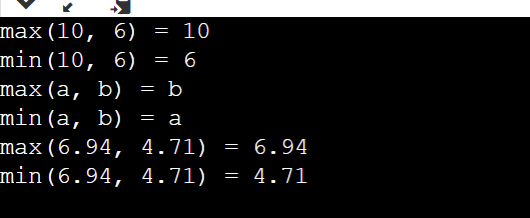 max(10, 6) = 10
min(10, 6) = 6
max(a, b) = b
min(a, b) = a
max(6.94, 4.71) = 6.94
min(6.94, 4.71) = 4.71